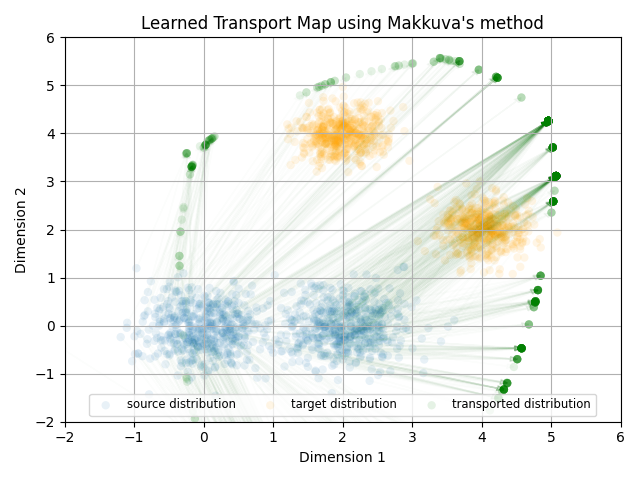 Learned Transport Map using Makkuva's method
6
5
4
3
2
1
0
−1
−2
Dimension 2
source distribution target distribution transported distribution
−2 −1 0 1 2 3 4 5 6
Dimension 1